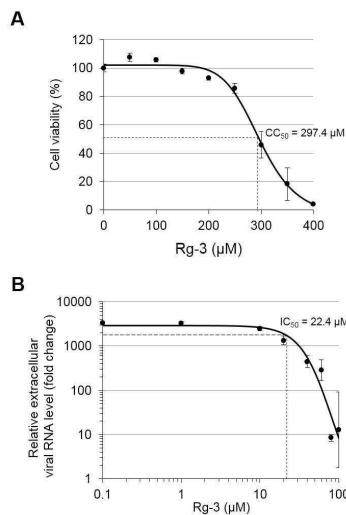 A
120
100
80
60
40
20
0
Cell viability (%)
CC50 = 297.4 µM
0 100 200 300 400
Rg-3 (µM)
B
10000
1000
100
10
1
Relative extracellular
viral RNA level (fold change)
IC50 = 22.4 µM
0.1 1 10 100
Rg-3 (µM)